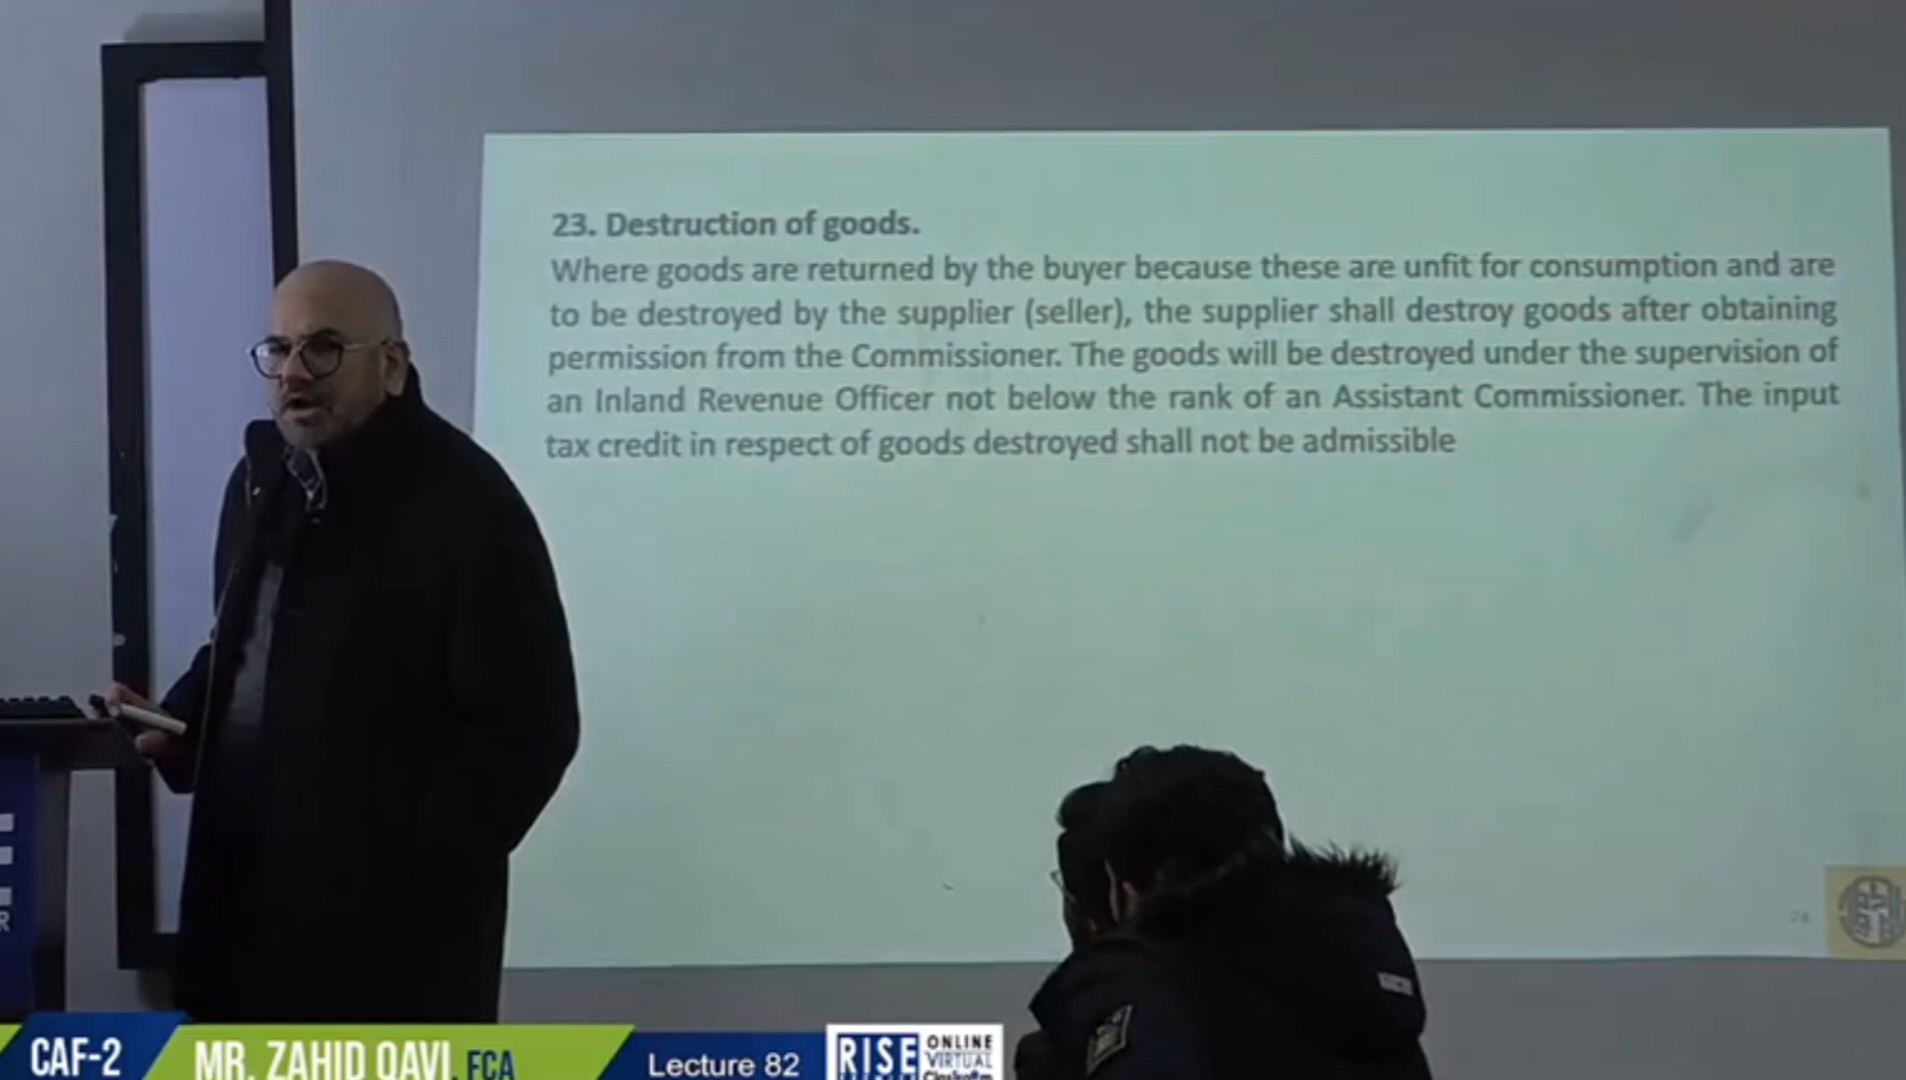 23. Destruction of goods.
Where goods are returned by the buyer because these are unfit for consumption and are
to be destroyed by the supplier (seller), the supplier shall destroy goods after obtaining
permission from the Commissioner. The goods will be destroyed under the supervision of
an Inland Revenue Officer not below the rank of an Assistant Commissioner. The input
tax credit in respect of goods destroyed shall not be admissible
R
CAF-2
MR. ZAHID QAVI, FCA
Lecture 82
RISE
ONLINE
VIRTUAL